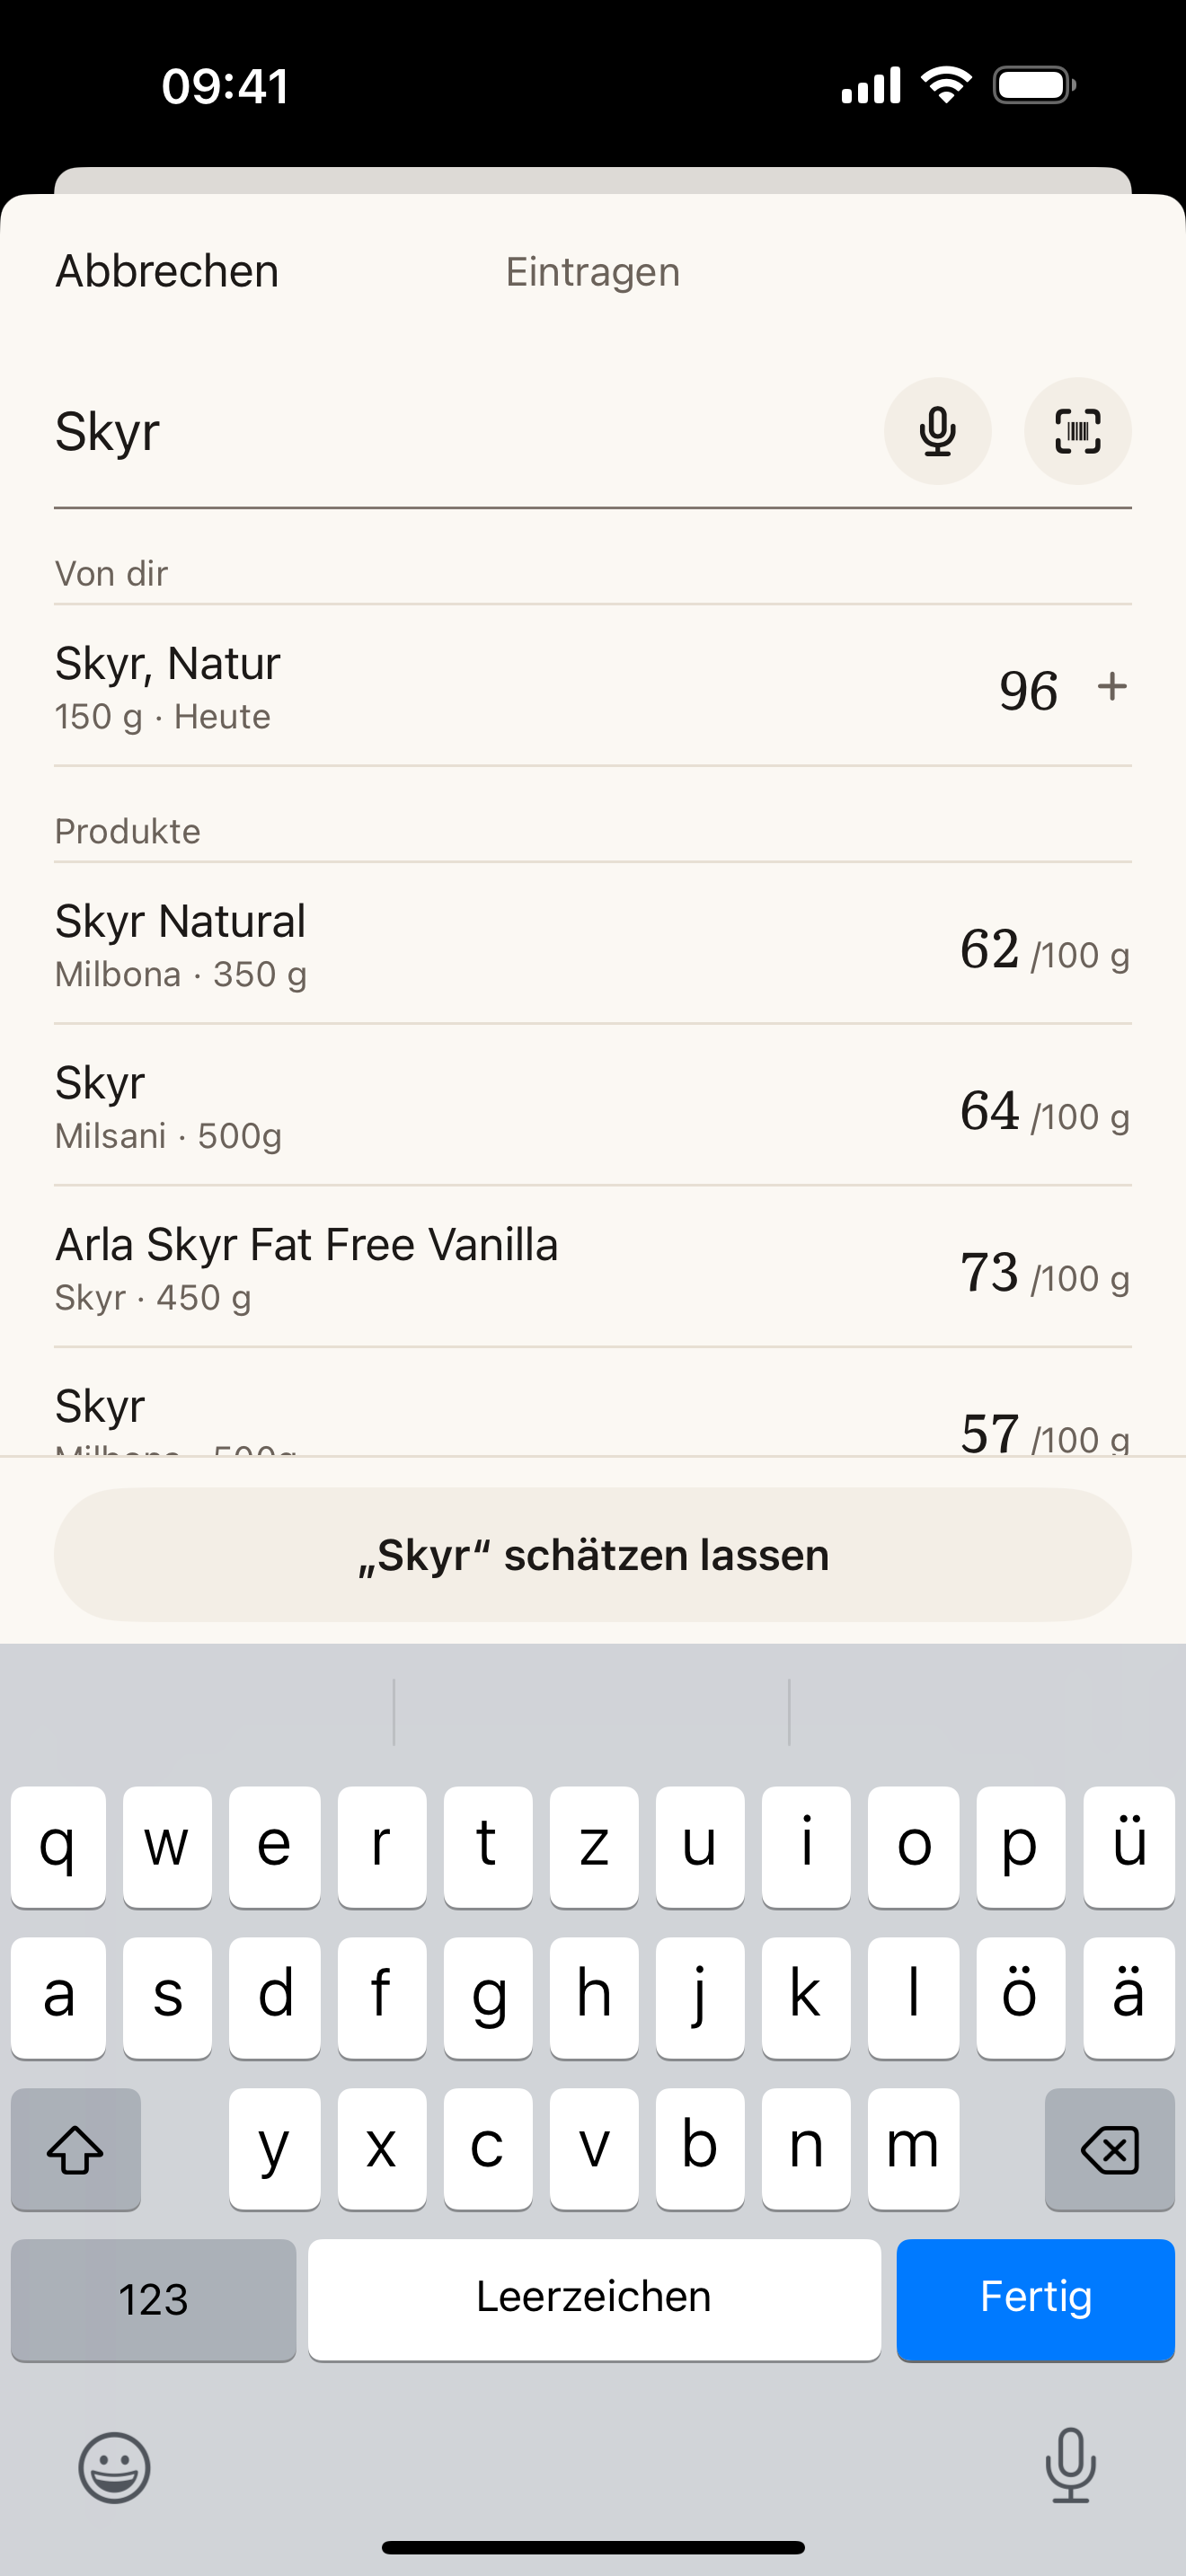 09:41
Abbrechen
Eintragen
Skyr
Von dir
Skyr, Natur
150 g · Heute
96 +
Produkte
Skyr Natural
Milbona · 350 g
62 /100 g
Skyr
Milsani · 500g
64 /100 g
Arla Skyr Fat Free Vanilla
Skyr · 450 g
73 /100 g
Skyr
Milbona · 500g
57 /100 g
„Skyr“ schätzen lassen
q w e r t z u i o p ü
a s d f g h j k l ö ä
y x c v b n m
123 Leerzeichen Fertig